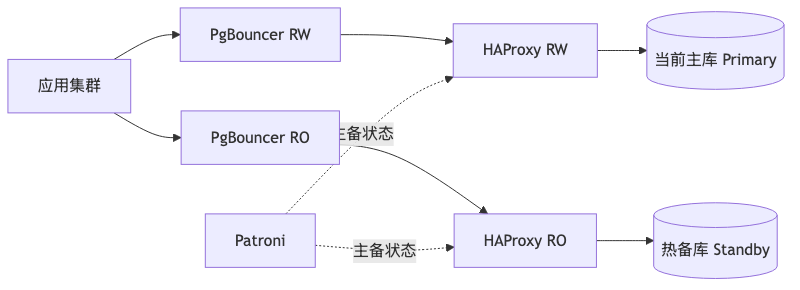 PgBouncer RW
HAProxy RW
当前主库 Primary
应用集群
主备状态
PgBouncer RO
Patroni
主备状态
HAProxy RO
热备库 Standby